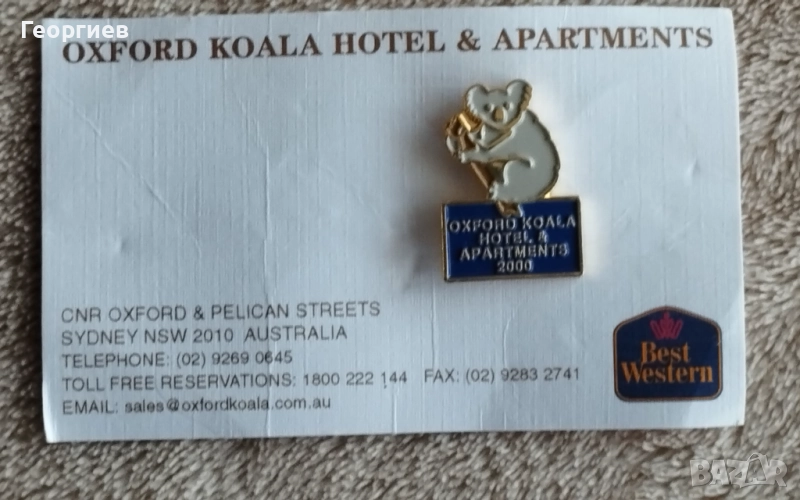 Георгиев
OXFORD KOALA HOTEL & APARTMENTS
OXFORD KOALA
HOTEL &
APARTMENTS
2000
CNR OXFORD & PELICAN STREETS
SYDNEY NSW 2010 AUSTRALIA
TELEPHONE: (02) 9269 0645
TOLL FREE RESERVATIONS: 1800 222 144 FAX: (02) 9283 2741
EMAIL: sales@oxfordkoala.com.au
Best
Western
BAZAR